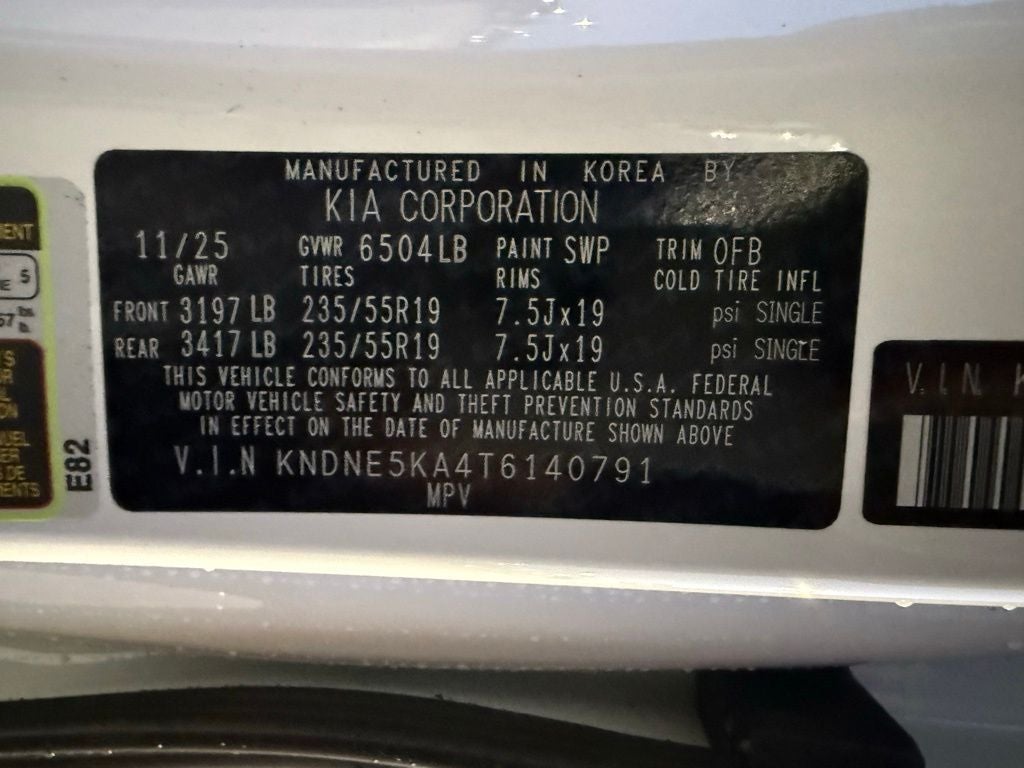 MANUFACTURED IN KOREA BY
KIA CORPORATION
11/25 GVWR 6504LB PAINT SWP TRIM OFB
GAWR TIRES RIMS COLD TIRE INFL
FRONT 3197 LB 235/55R19 7.5Jx19 psi SINGLE
REAR 3417 LB 235/55R19 7.5Jx19 psi SINGLE
THIS VEHICLE CONFORMS TO ALL APPLICABLE U.S.A. FEDERAL
MOTOR VEHICLE SAFETY AND THEFT PREVENTION STANDARDS
IN EFFECT ON THE DATE OF MANUFACTURE SHOWN ABOVE
V.I.N KNDNE5KA4T6140791
MPV
E82
5
V.I.N. K